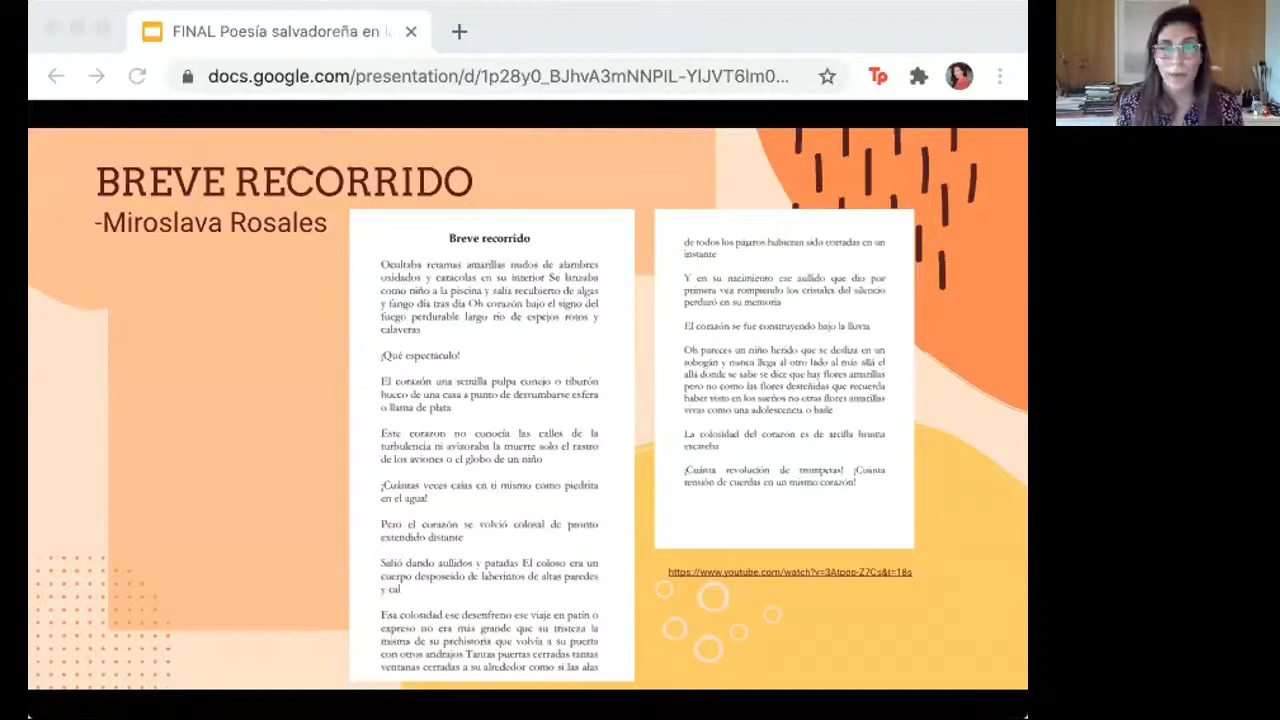 FINAL Poesía salvadoreña en l
docs.google.com/presentation/d/1p28y0_BJhvA3mNNPIL-YlJVT6lm0...
BREVE RECORRIDO
-Miroslava Rosales
Breve recorrido
Ocultaba retamas amarillas nudos de alambres
oxidados y caracolas en su interior Se lanzaba
como niño a la piscina y salía recubierto de algas
y fango día tras día Oh corazón bajo el signo del
fuego perdurable largo río de espejos rotos y
calaveras
¡Qué espectáculo!
El corazón una semilla pulpa conejo o tiburón
hueco de una casa a punto de derrumbarse esfera
o llama de plata
Este corazon no conocía las calles de la
turbulencia ni avizoraba la muerte solo el rastro
de los aviones o el globo de un niño
¡Cuántas veces caías en ti mismo como piedrita
en el agua!
Pero el corazón se volvió colosal de pronto
extendido distante
Salió dando aullidos y patadas El coloso era un
cuerpo desposeído de laberintos de altas paredes
y cal
Esa colosidad ese desenfreno ese viaje en patín o
expreso no era más grande que su tristeza la
misma de su prehistoria que volvía a su puerta
con otros andrajos Tantas puertas cerradas tantas
ventanas cerradas a su alrededor como si las alas
de todos los pájaros hubieran sido cortadas en un
instante
Y en su nacimiento ese aullido que dio por
primera vez rompiendo los cristales del silencio
perduró en su memoria
El corazón se fue construyendo bajo la lluvia
Oh pareces un niño herido que se desliza en un
tobogán y nunca llega al otro lado al más allá el
allá donde se sabe se dice que hay flores amarillas
pero no como las flores desteñidas que recuerda
haber visto en los sueños no otras flores amarillas
vivas como una adolescencia o baile
La colosidad del corazón es de arcilla bruma
escarcha
¡Cuánta revolución de trompetas! ¡Cuánta
tensión de cuerdas en un mismo corazón!